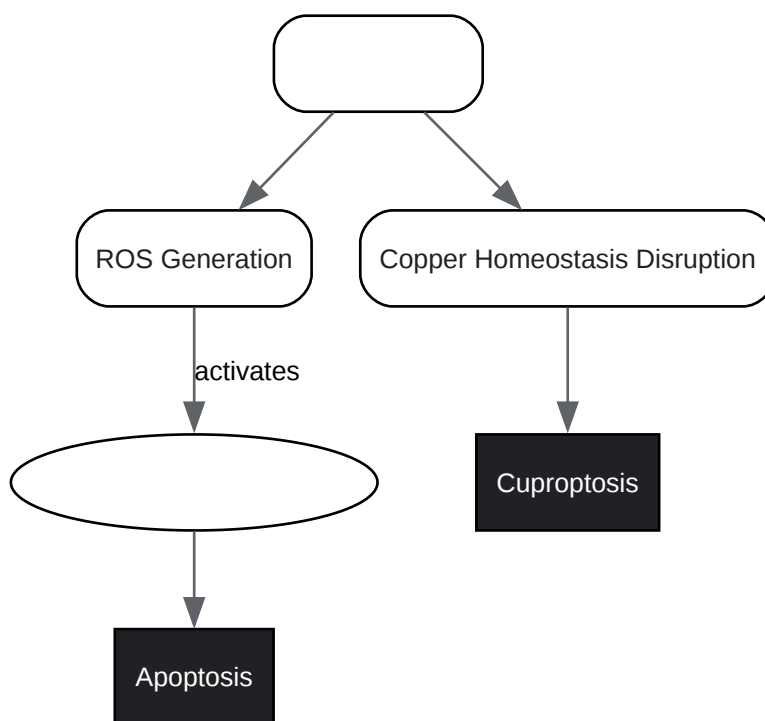 ROS Generation
Copper Homeostasis Disruption
activates
Cuproptosis
Apoptosis